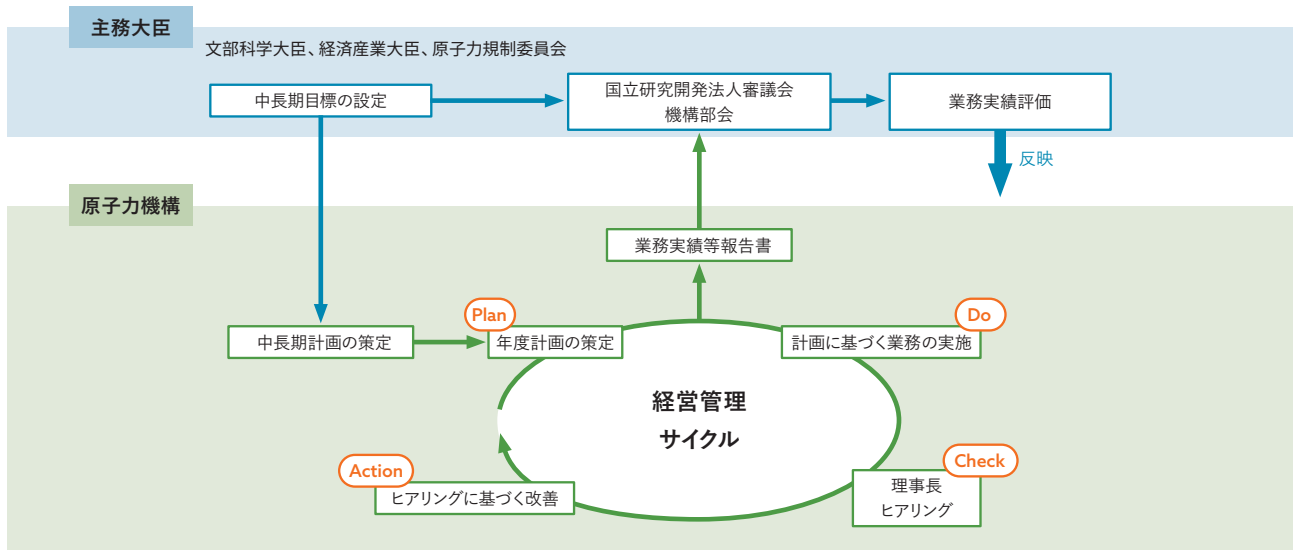 主務大臣
文部科学大臣、経済産業大臣、原子力規制委員会
中長期目標の設定
国立研究開発法人審議会
機構部会
業務実績評価
反映
原子力機構
業務実績等報告書
中長期計画の策定
Plan
年度計画の策定
Do
計画に基づく業務の実施
経営管理
サイクル
Action
ヒアリングに基づく改善
Check
理事長
ヒアリング